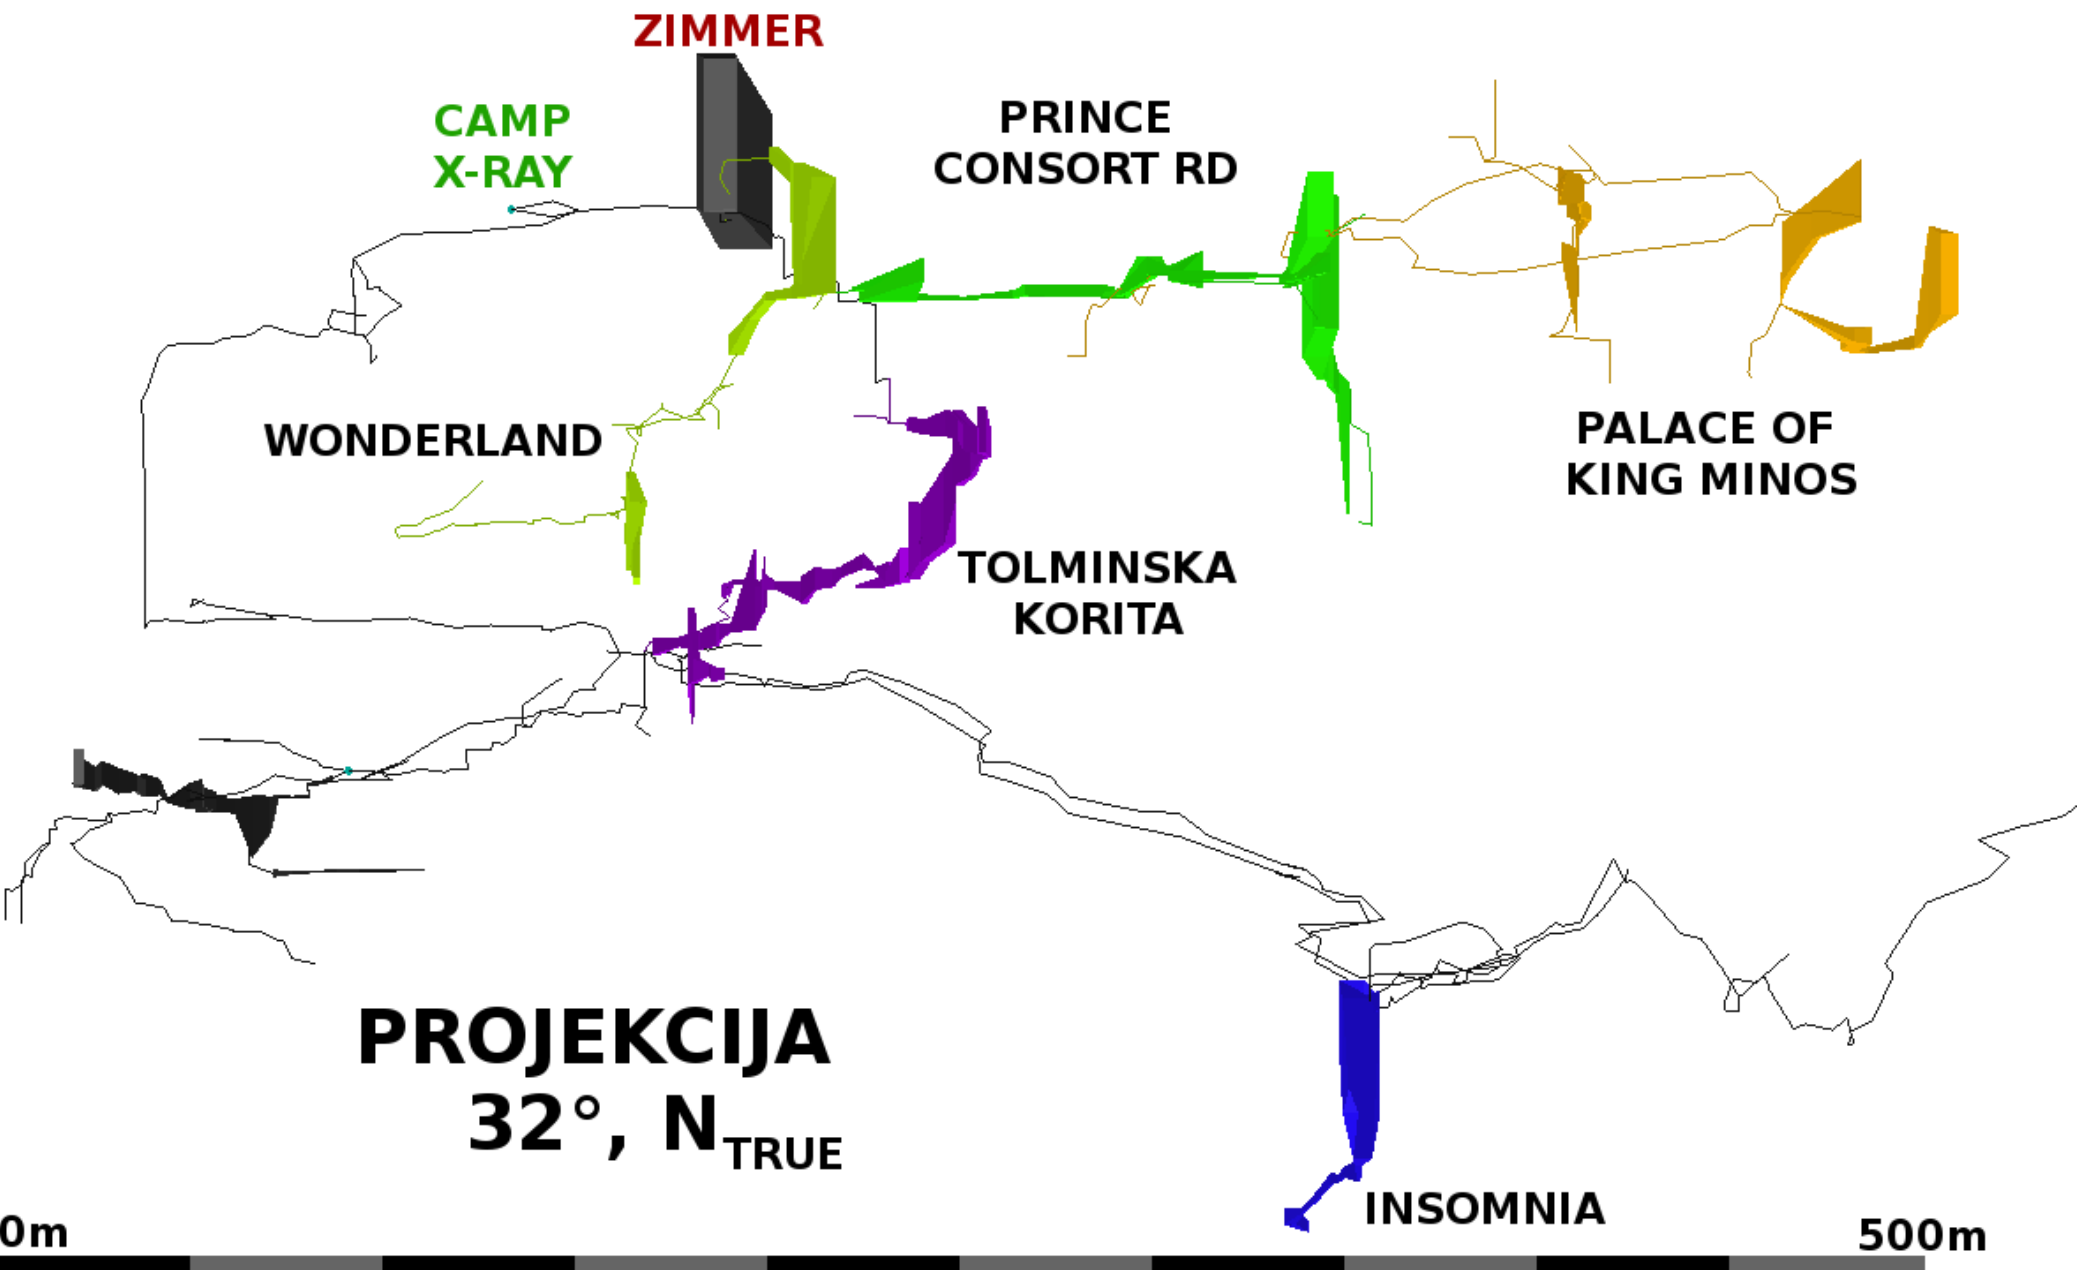 ZIMMER
CAMP
X-RAY
PRINCE
CONSORT RD
WONDERLAND
PALACE OF
KING MINOS
TOLMINSKA
KORITA
PROJEKCIJA
32°, NTRUE
INSOMNIA
0m
500m